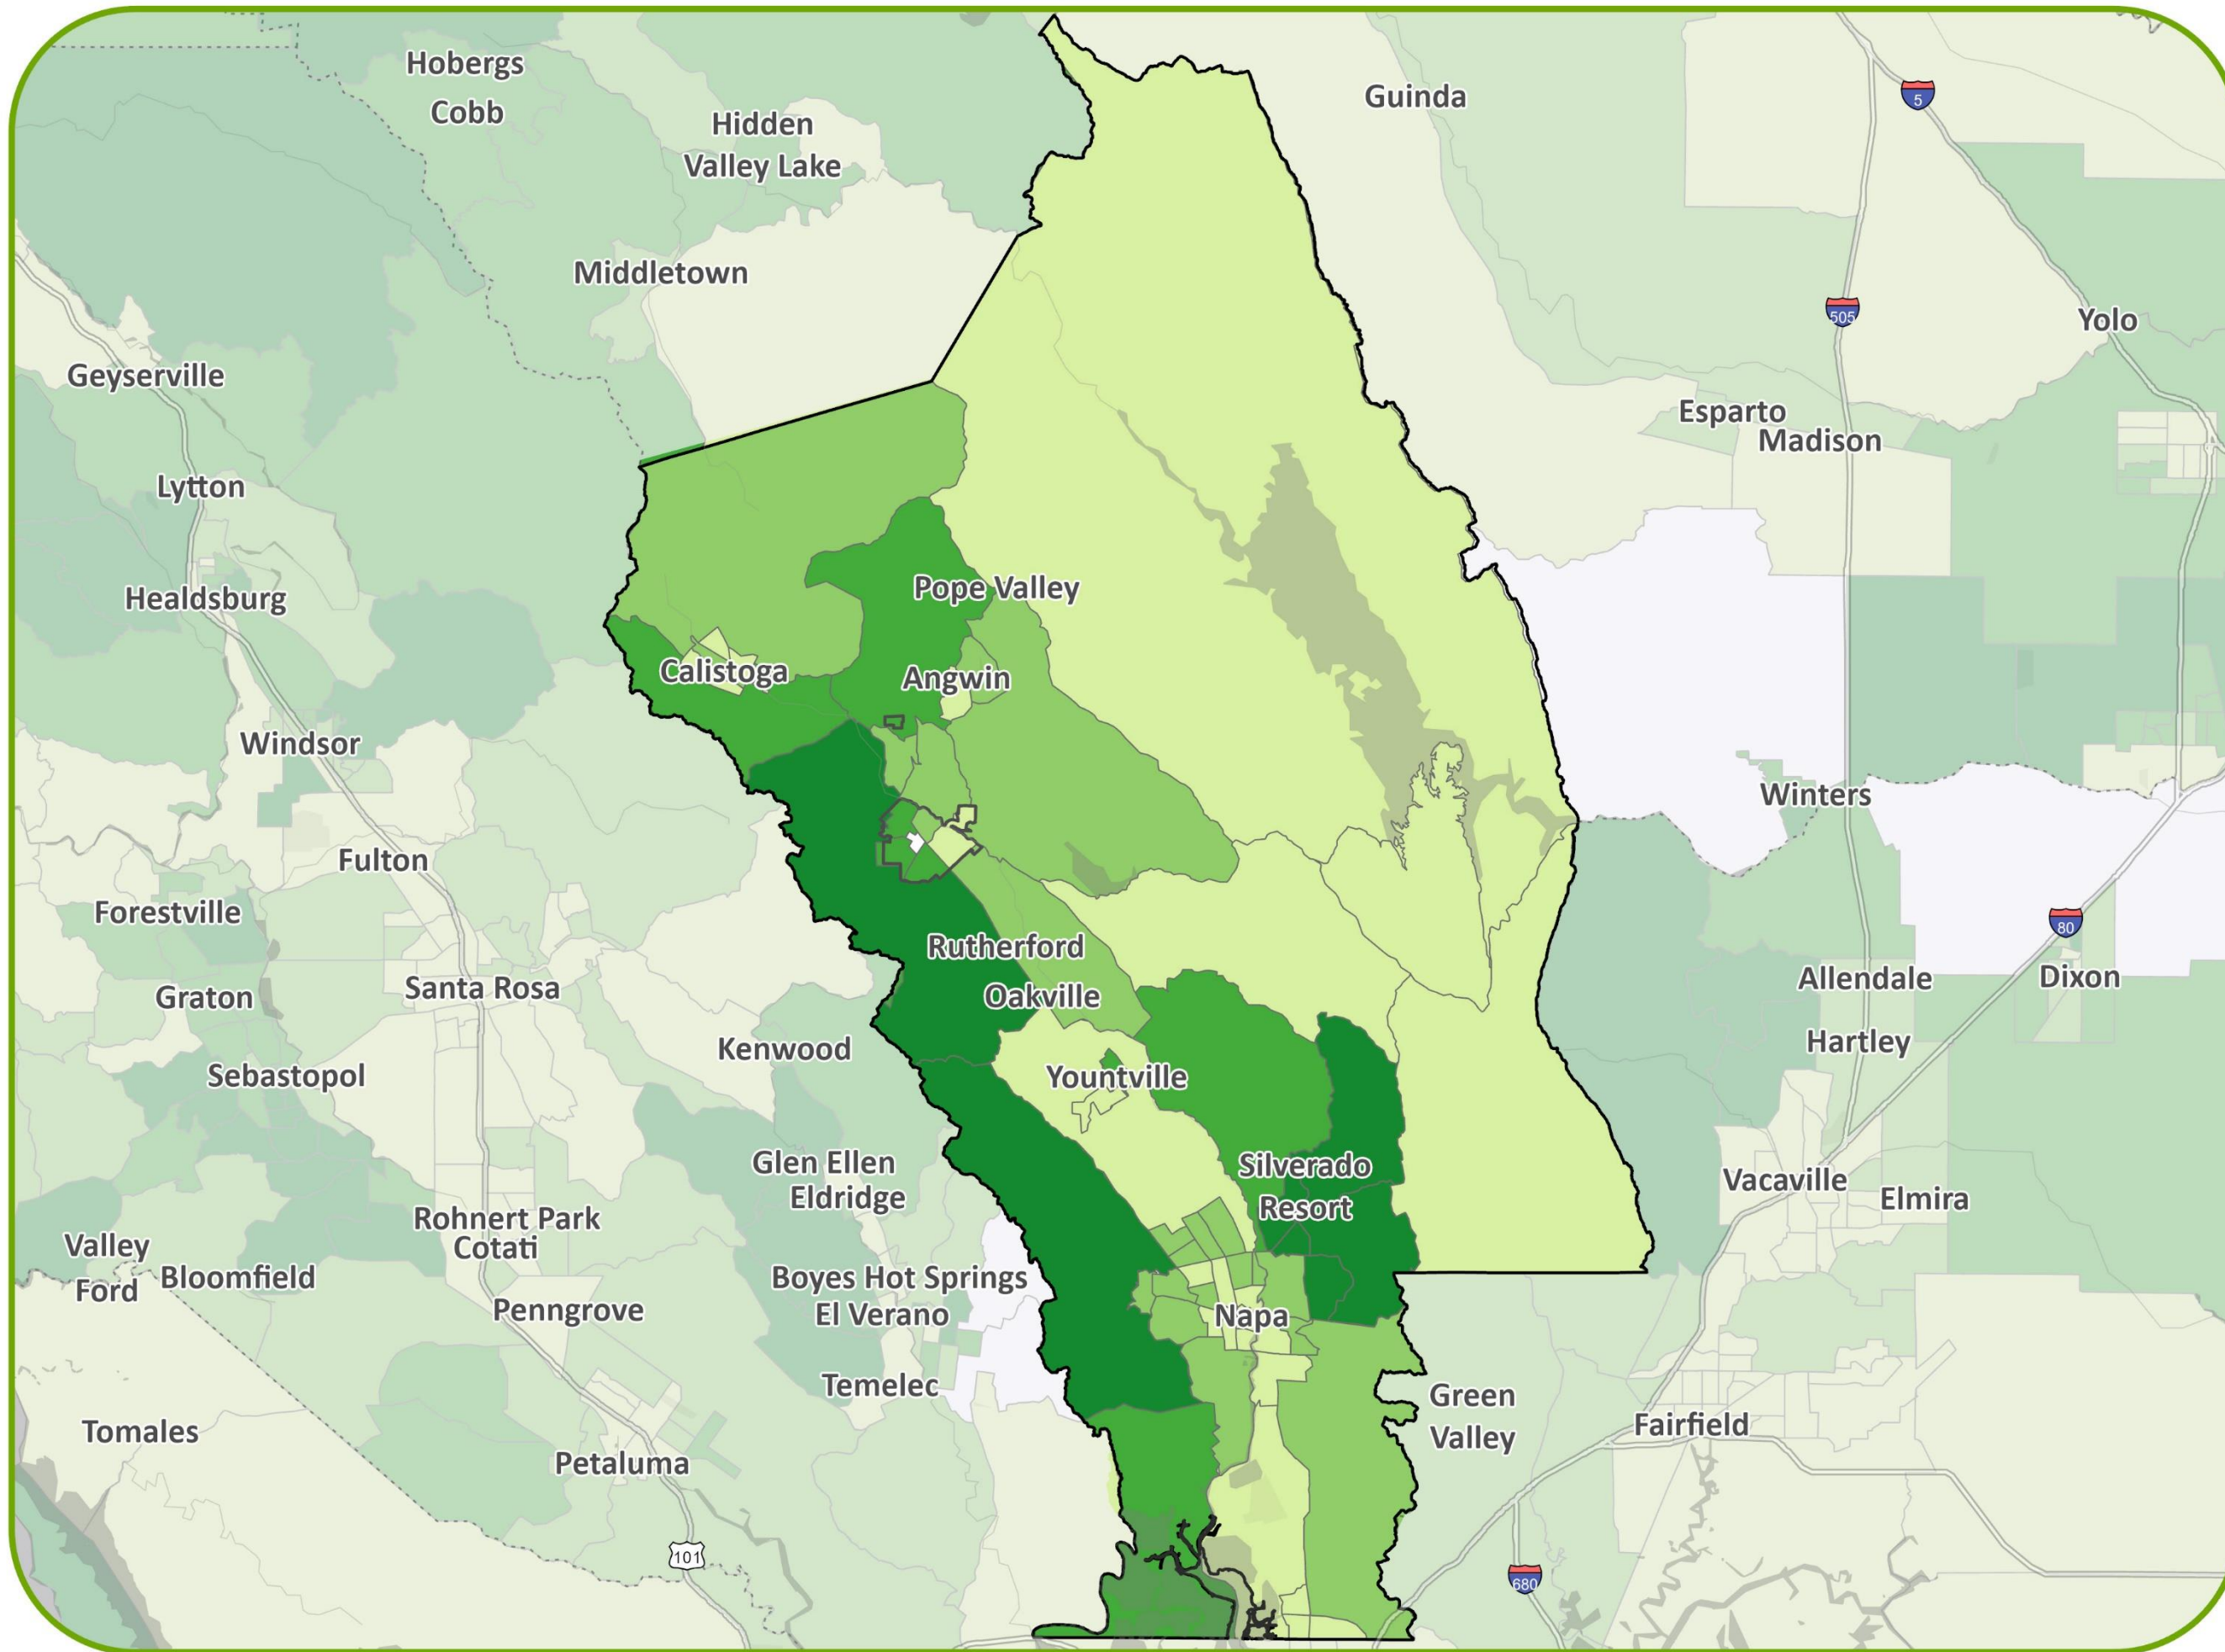 Hobergs
Cobb
Hidden
Valley Lake
Guinda
5
Middletown
505
Yolo
Geyserville
Esparto
Madison
Lytton
Healdsburg
Pope Valley
Calistoga
Angwin
Windsor
Winters
Fulton
Forestville
80
Rutherford
Santa Rosa
Graton
Oakville
Allendale
Dixon
Kenwood
Hartley
Sebastopol
Yountville
Glen Ellen
Eldridge
Silverado
Resort
Vacaville
Elmira
Rohnert Park
Cotati
Valley
Ford
Bloomfield
Boyes Hot Springs
El Verano
Penngrove
Napa
Temelec
Green
Valley
Fairfield
Tomales
Petaluma
101
680